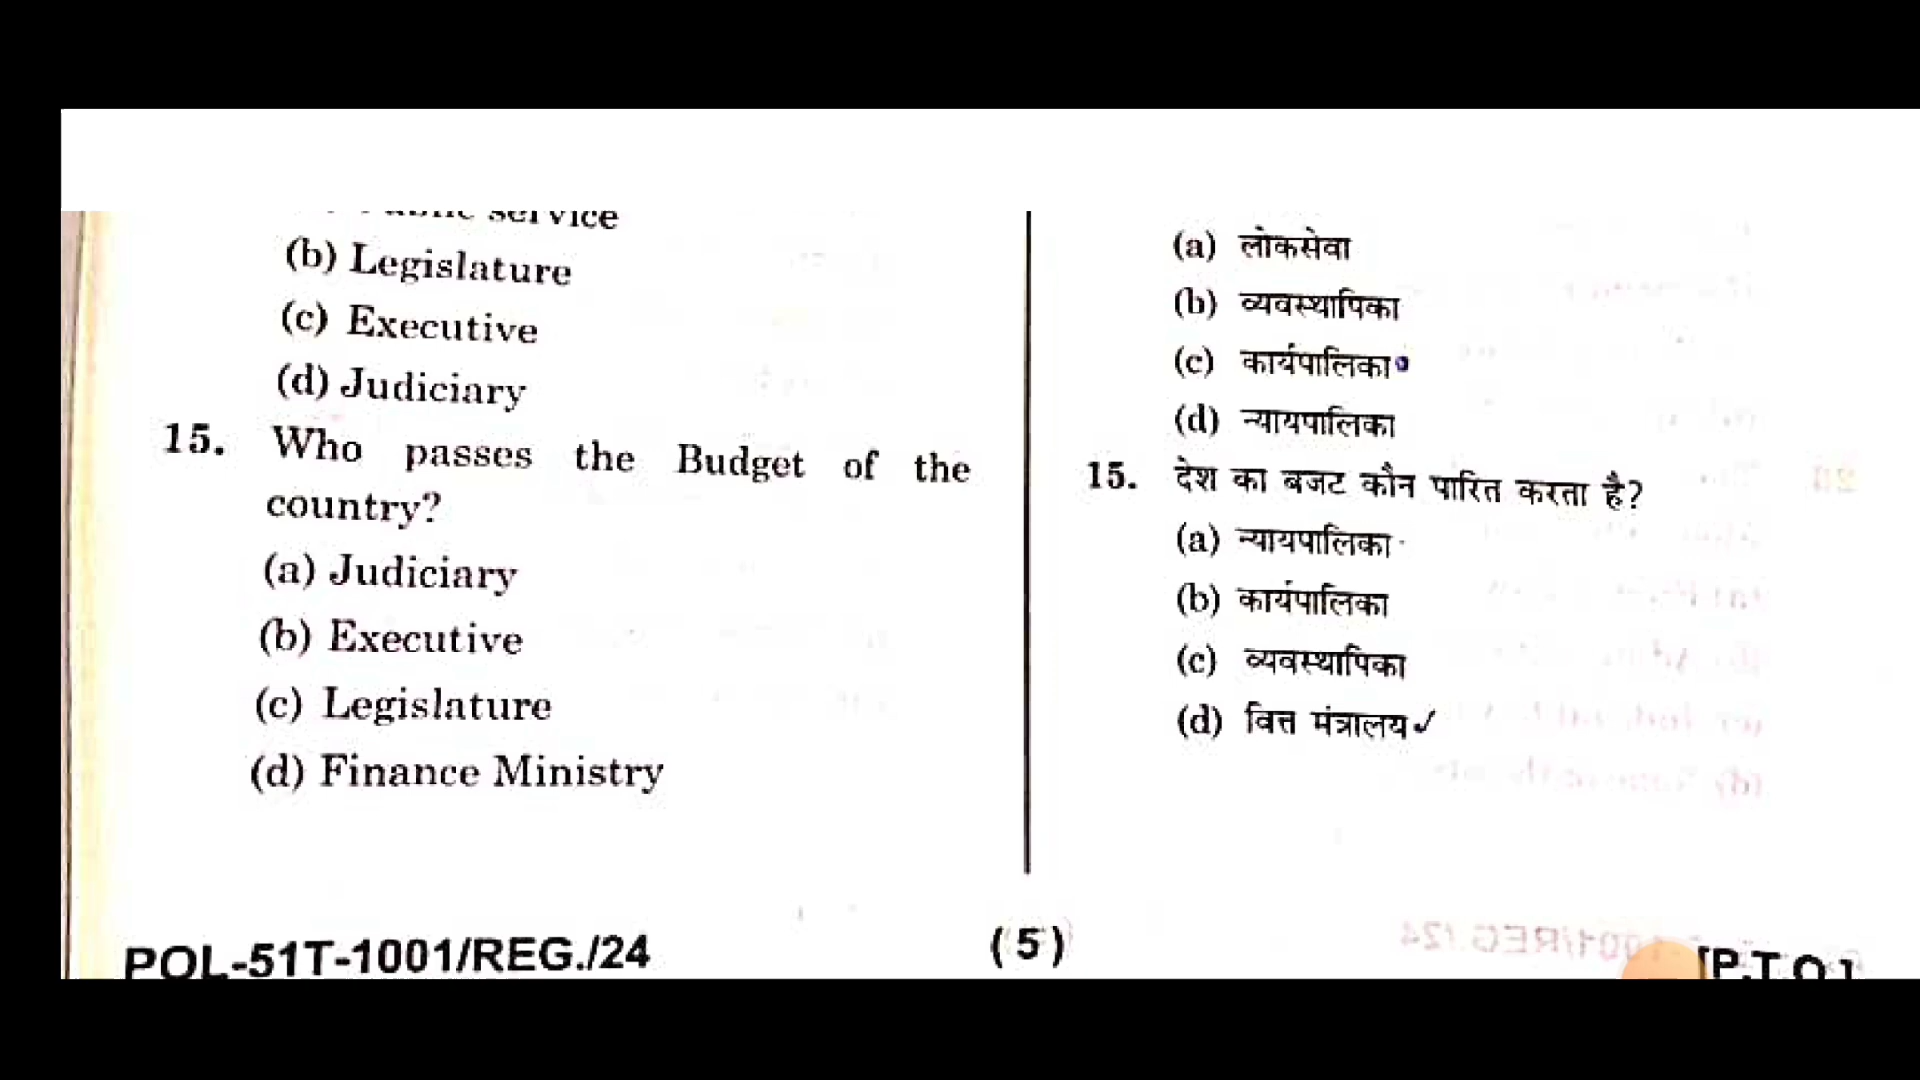 service
(b) Legislature
(c) Executive
(d) Judiciary
15. Who passes the Budget of the
country?
(a) Judiciary
(b) Executive
(c) Legislature
(d) Finance Ministry
(a) लोकसेवा
(b) व्यवस्थापिका
(c) कार्यपालिका
(d) न्यायपालिका
15. देश का बजट कौन पारित करता है?
(a) न्यायपालिका
(b) कार्यपालिका
(c) व्यवस्थापिका
(d) वित्त मंत्रालय✓
POL-51T-1001/REG./24
(5)
[P.T.O.]